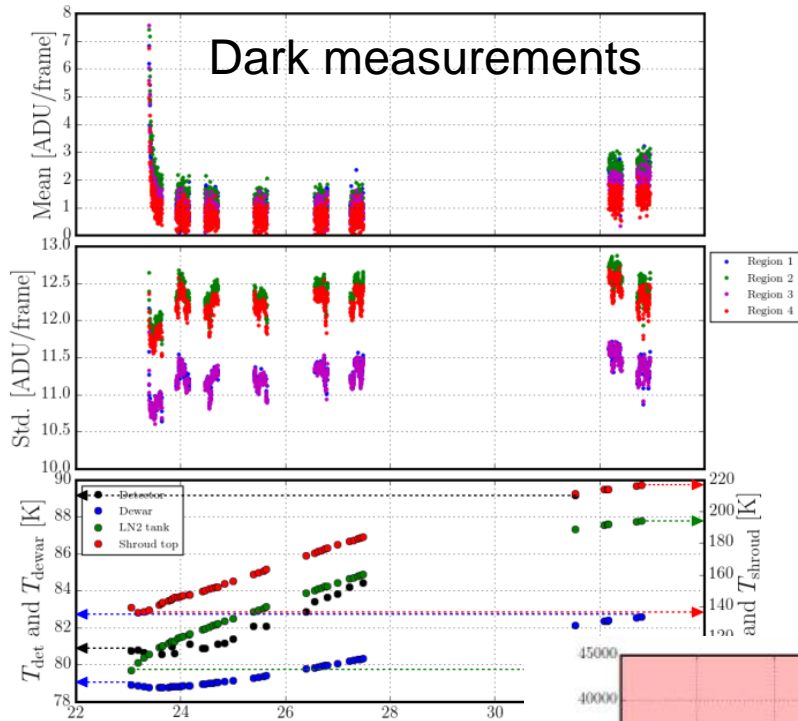 Dark measurements
8
7
6
5
4
3
2
1
0
Mean [ADU/frame]
13.0
12.5
12.0
11.5
11.0
10.5
10.0
Std. [ADU/frame]
Region 1
Region 2
Region 3
Region 4
90
88
86
84
82
80
78
T_det and T_dewar [K]
Detector
Dewar
LN2 tank
Shroud top
220
200
180
160
140
120
and T_shroud [K]
22
24
26
28
30
45000
40000